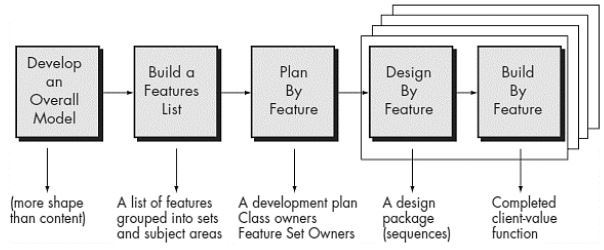 Develop
an
Overall
Model
Build a
Features
List
Plan
By
Feature
Design
By
Feature
Build
By
Feature
(more shape
than content)
A list of features
grouped into sets
and subject areas
A development plan
Class owners
Feature Set Owners
A design
package
(sequences)
Completed
client-value
function